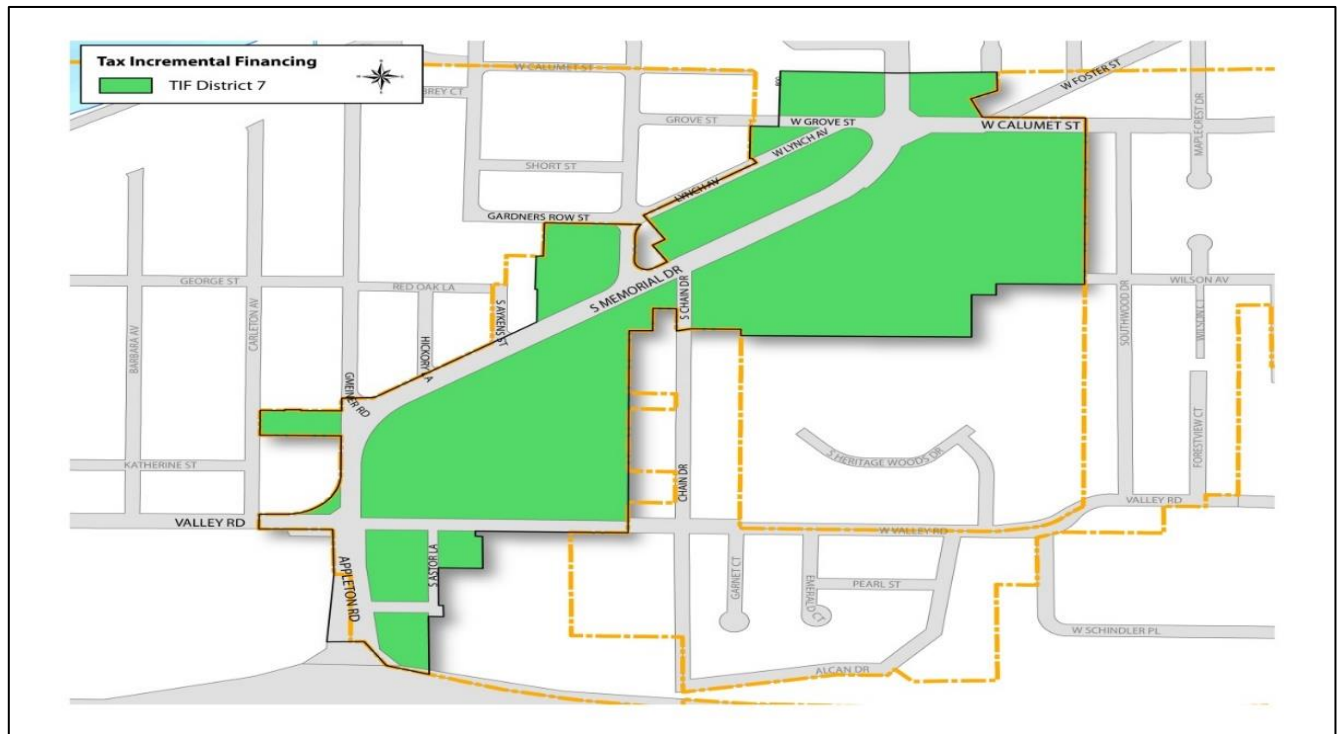 Tax Incremental Financing
TIF District 7
W CALUMET ST
W FOSTER ST
BREY CT
GROVE ST
W GROVE ST
W CALUMET ST
MAPLECREST DR
W LYNCH AV
SHORT ST
LYNCH AV
GARDNERS ROW ST
GEORGE ST
RED OAK LA
S MEMORIAL DR
S CHAIN DR
WILSON AV
S AYKENS ST
CARLETON AV
BARBARA AV
HICKORY LA
SOUTHWOOD DR
WILSON CT
GMEINER RD
FORESTVIEW CT
KATHERINE ST
S HERITAGE WOODS DR
CHAIN DR
VALLEY RD
W VALLEY RD
VALLEY RD
S ASTOR LA
APPLETON RD
GARNET CT
EMERALD CT
PEARL ST
W SCHINDLER PL
ALCAN DR